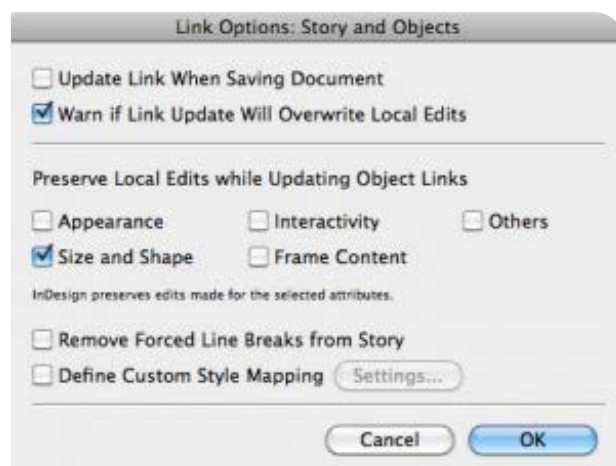 Link Options: Story and Objects
Update Link When Saving Document
Warn if Link Update Will Overwrite Local Edits
Preserve Local Edits while Updating Object Links
Appearance Interactivity Others
Size and Shape Frame Content
InDesign preserves edits made for the selected attributes.
Remove Forced Line Breaks from Story
Define Custom Style Mapping Settings...
Cancel OK